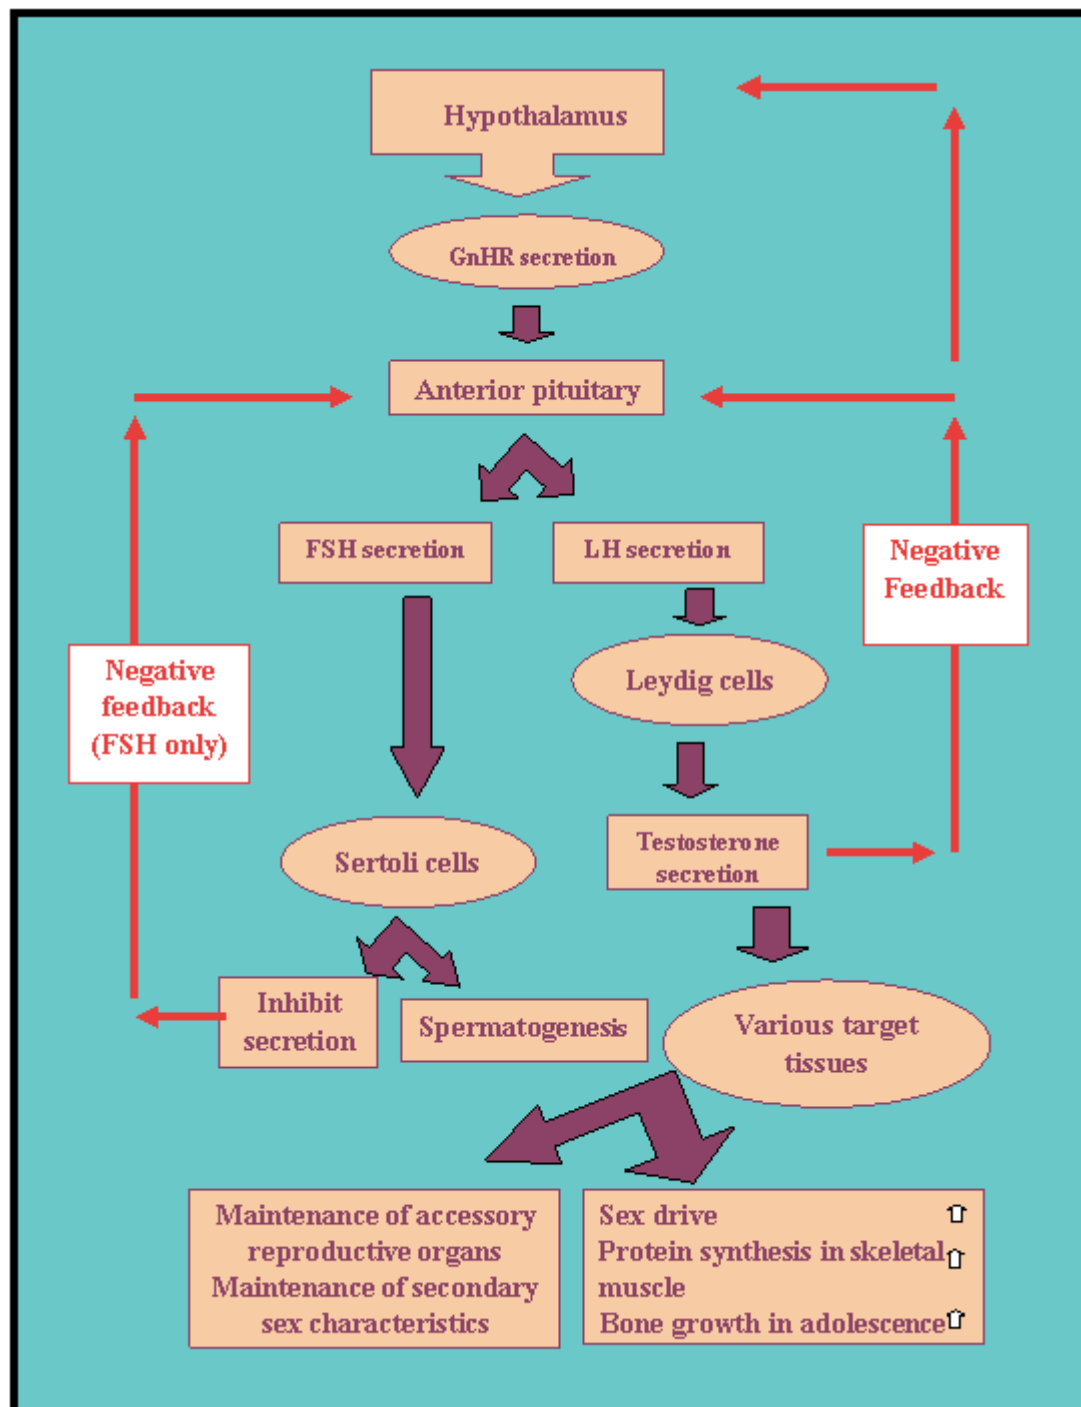 Hypothalamus
GnHR secretion
Anterior pituitary
FSH secretion
LH secretion
Negative
Feedback
Negative
feedback
(FSH only)
Leydig cells
Testosterone
secretion
Sertoli cells
Inhibit
secretion
Spermatogenesis
Various target
tissues
Maintenance of accessory
reproductive organs
Maintenance of secondary
sex characteristics
Sex drive
Protein synthesis in skeletal
muscle
Bone growth in adolescence